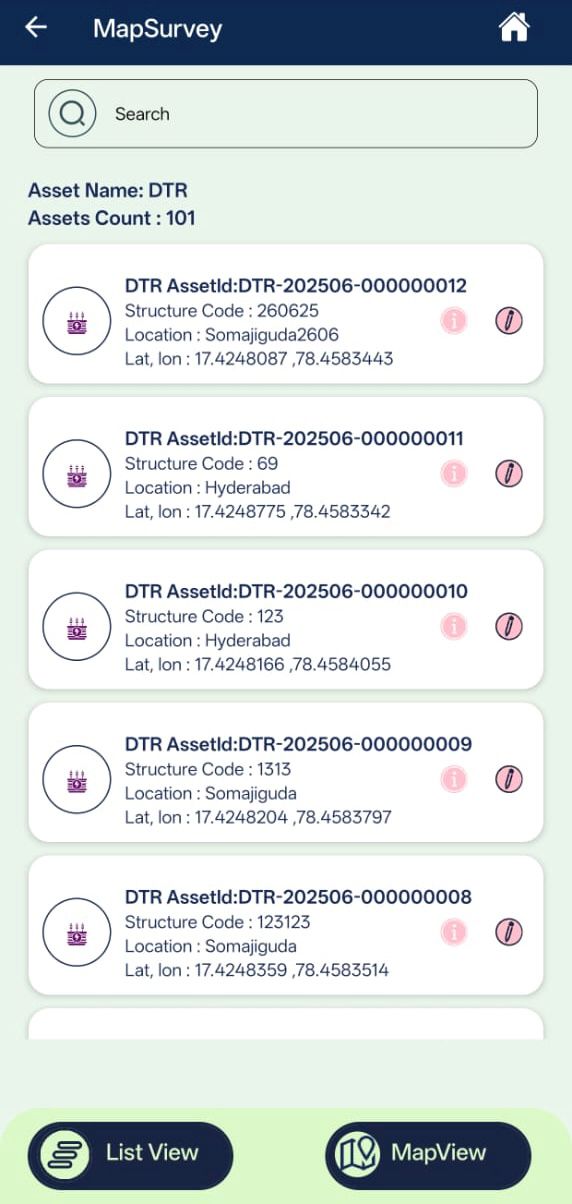 MapSurvey
Search
Asset Name: DTR
Assets Count : 101
DTR AssetId:DTR-202506-000000012
Structure Code : 260625
Location : Somajiguda2606
Lat, lon : 17.4248087 ,78.4583443
DTR AssetId:DTR-202506-000000011
Structure Code : 69
Location : Hyderabad
Lat, lon : 17.4248775 ,78.4583342
DTR AssetId:DTR-202506-000000010
Structure Code : 123
Location : Hyderabad
Lat, lon : 17.4248166 ,78.4584055
DTR AssetId:DTR-202506-000000009
Structure Code : 1313
Location : Somajiguda
Lat, lon : 17.4248204 ,78.4583797
DTR AssetId:DTR-202506-000000008
Structure Code : 123123
Location : Somajiguda
Lat, lon : 17.4248359 ,78.4583514
List View
MapView